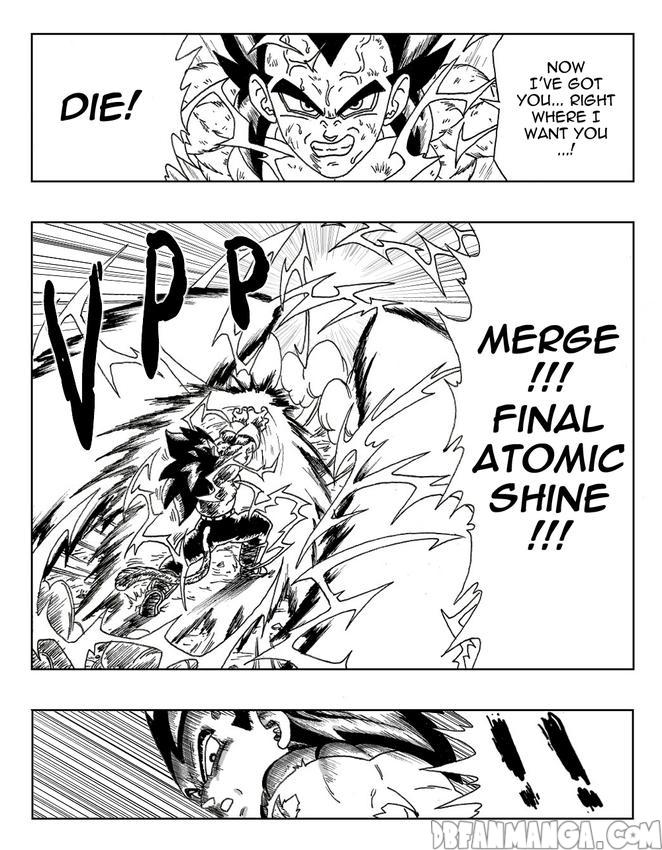 DIE!
NOW
I'VE GOT
YOU... RIGHT
WHERE I
WANT YOU
...!
VPP
MERGE
!!!
FINAL
ATOMIC
SHINE
!!!
!!
DBFANMANGA.COM